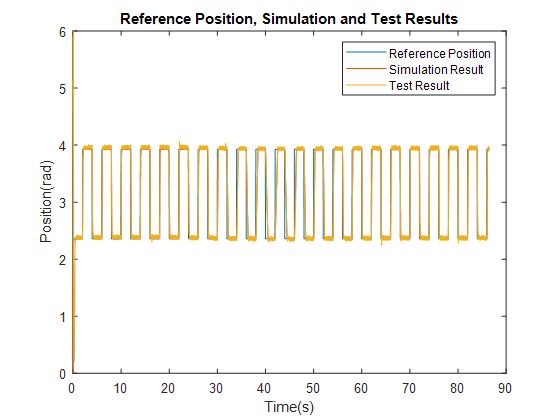 Reference Position, Simulation and Test Results
Reference Position
Simulation Result
Test Result
Position(rad)
6
5
4
3
2
1
0
0 10 20 30 40 50 60 70 80 90
Time(s)